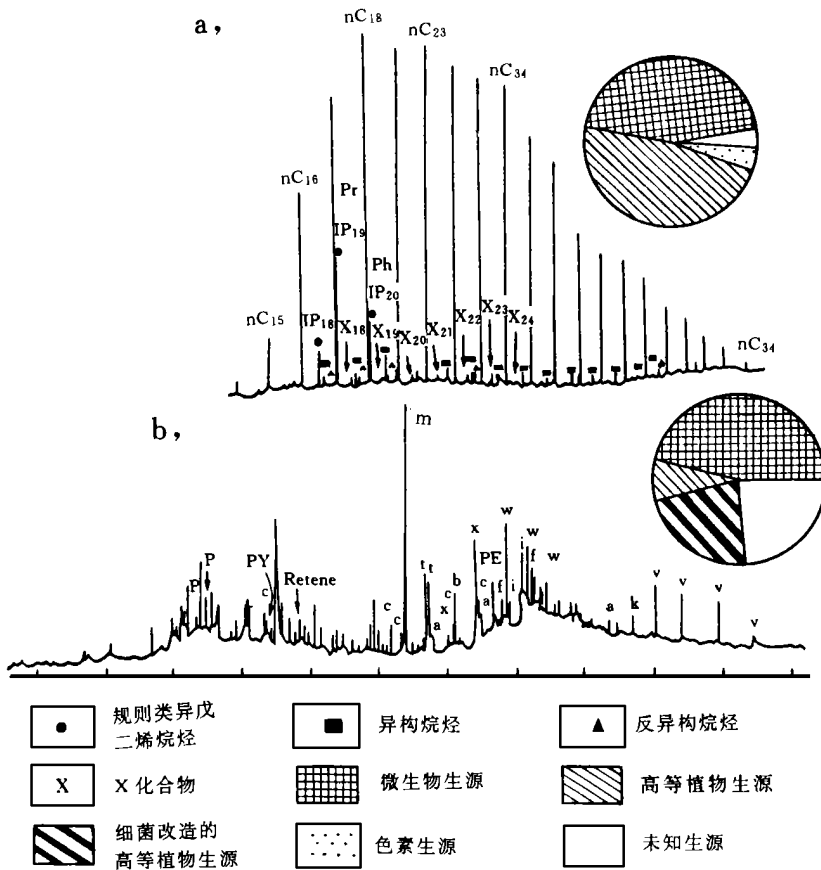 a,
nC18
nC23
nC34
nC16
Pr
IP19
Ph
IP20
nC15
IP18
X18
X19
X20
X21
X22
X23
X24
nC34
b,
m
P
P
PY
c
Retene
c
c
t
t
a
x
c
b
x
PE
c
a
f
w
i
i
w
f
w
a
k
v
v
v
v
规则类异戊
二烯烷烃
异构烷烃
反异构烷烃
X
X化合物
微生物生源
高等植物生源
细菌改造的
高等植物生源
色素生源
未知生源